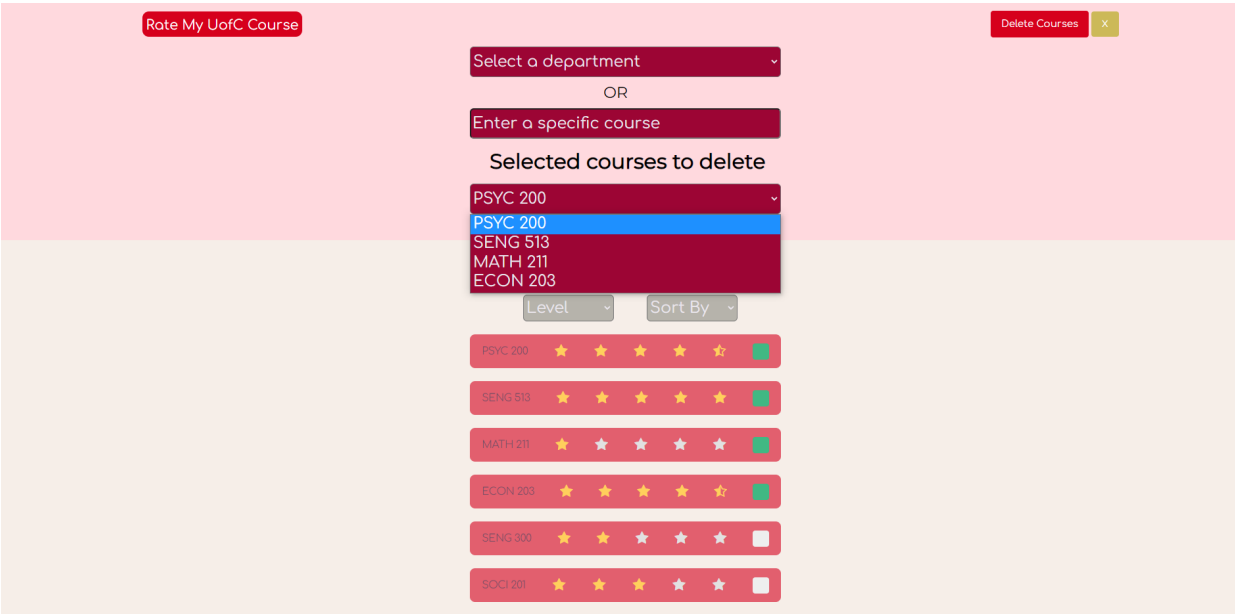 Rate My UofC Course
Delete Courses X
Select a department
OR
Enter a specific course
Selected courses to delete
PSYC 200
PSYC 200
SENG 513
MATH 211
ECON 203
Level Sort By
PSYC 200
SENG 513
MATH 211
ECON 203
SENG 300
SOCI 201